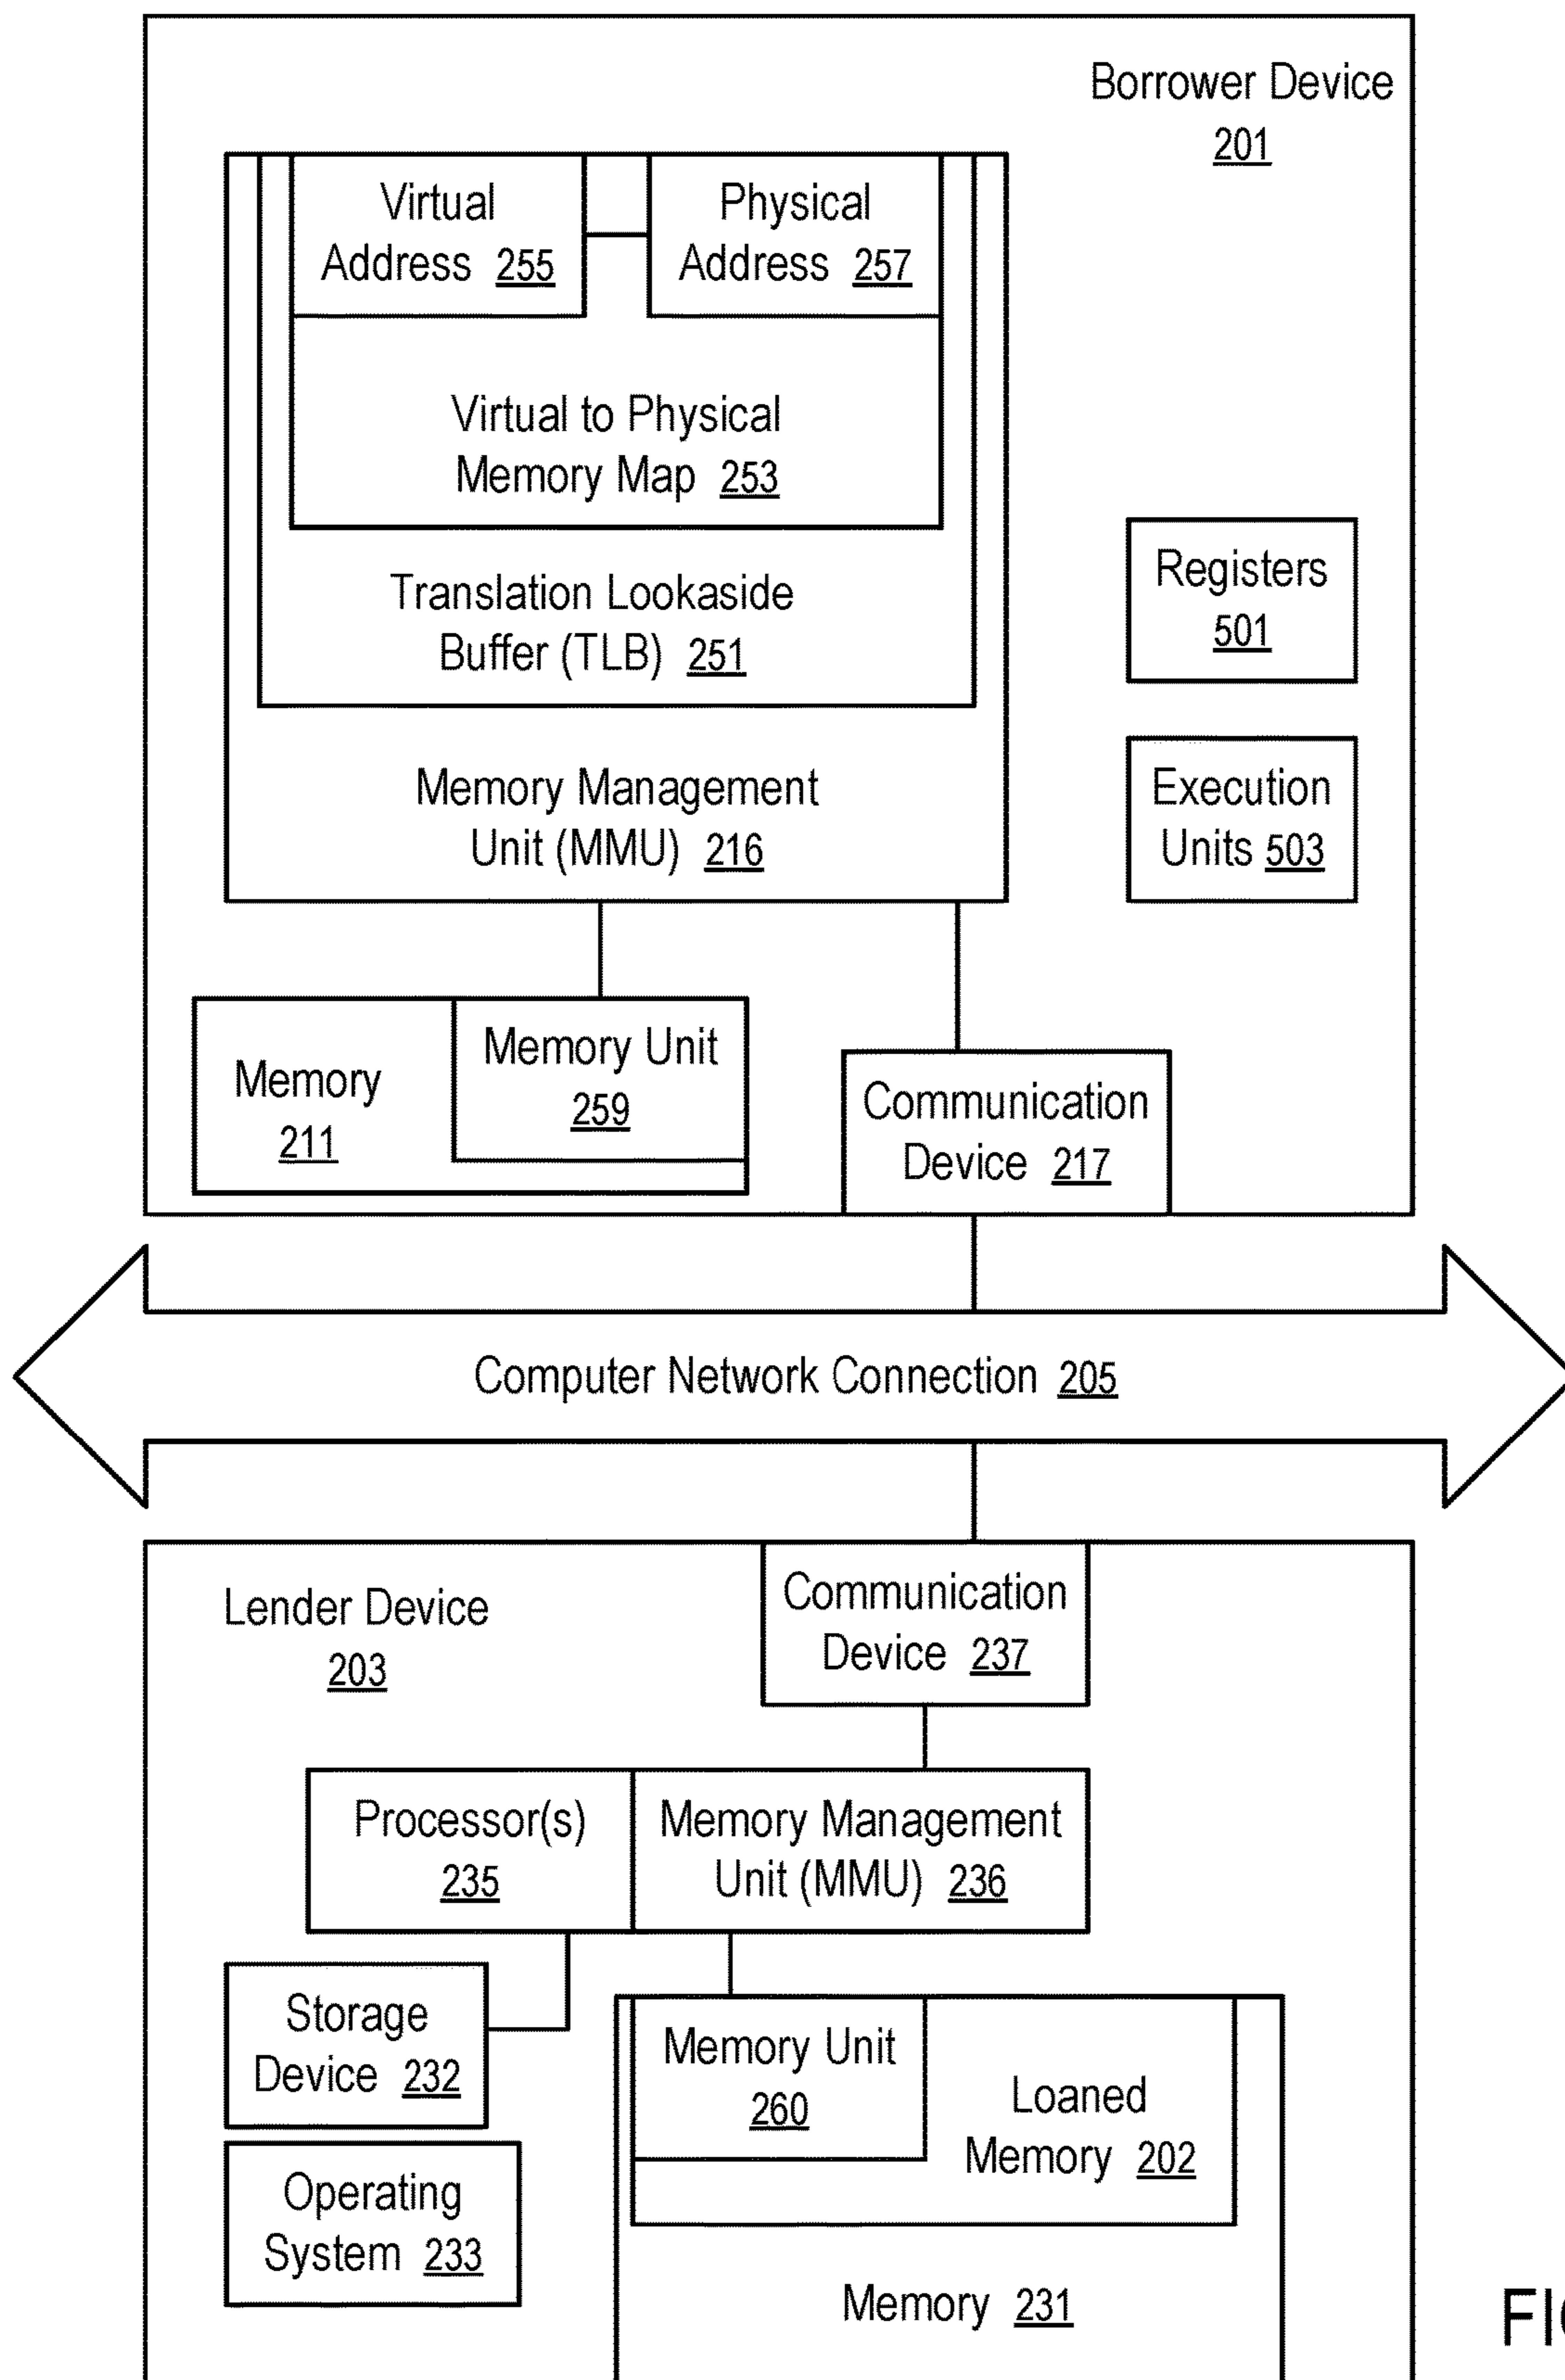 Borrower Device
201
Virtual
Address 255
Physical
Address 257
Virtual to Physical
Memory Map 253
Translation Lookaside
Buffer (TLB) 251
Memory Management
Unit (MMU) 216
Registers
501
Execution
Units 503
Memory
211
Memory Unit
259
Communication
Device 217
Computer Network Connection 205
Lender Device
203
Communication
Device 237
Processor(s)
235
Memory Management
Unit (MMU) 236
Storage
Device 232
Operating
System 233
Memory Unit
260
Loaned
Memory 202
Memory 231